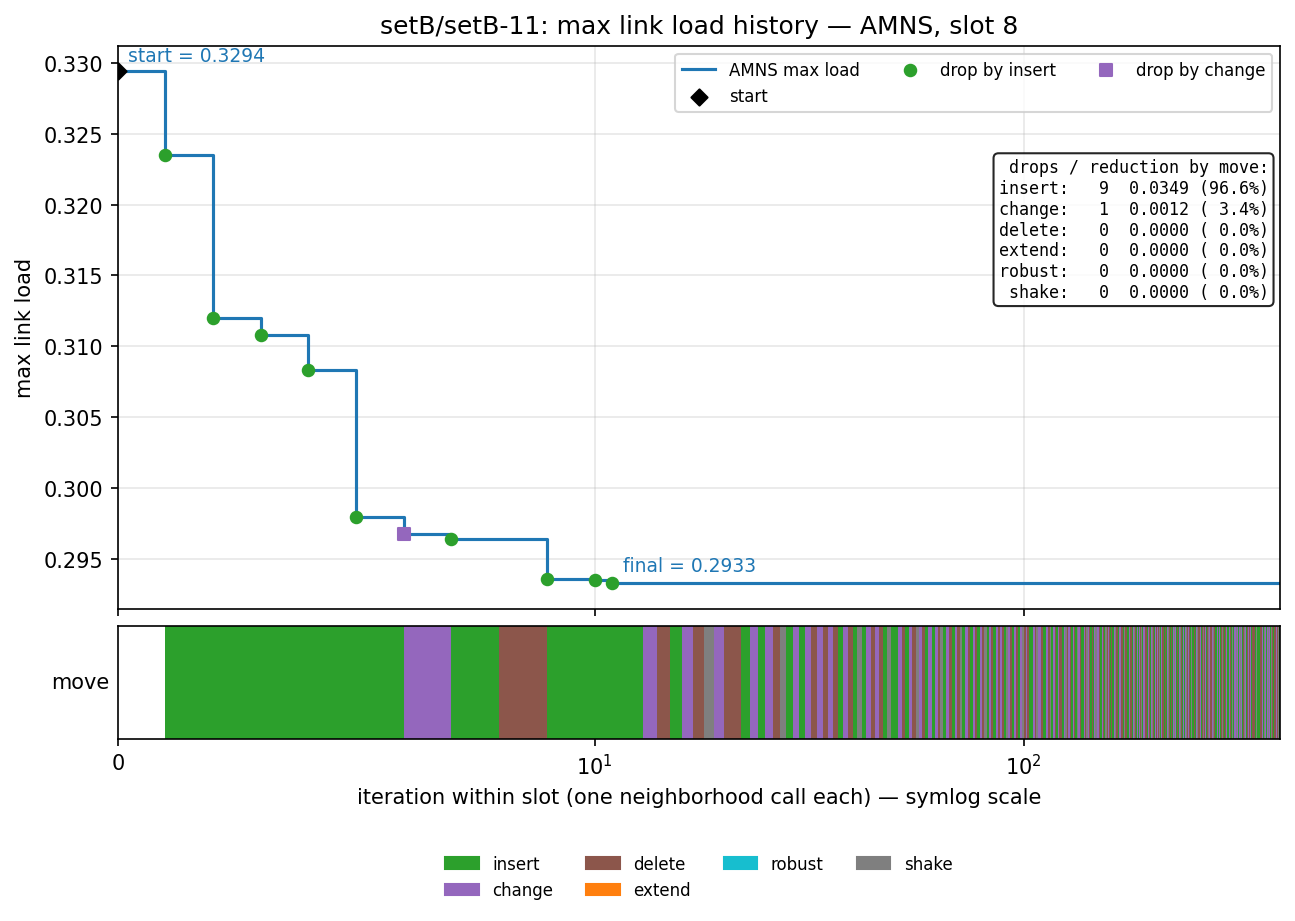 setB/setB-11: max link load history — AMNS, slot 8
start = 0.3294
AMNS max load
drop by insert
drop by change
start
drops / reduction by move:
insert:   9  0.0349 (96.6%)
change:   1  0.0012 ( 3.4%)
delete:   0  0.0000 ( 0.0%)
extend:   0  0.0000 ( 0.0%)
robust:   0  0.0000 ( 0.0%)
shake:   0  0.0000 ( 0.0%)
0.330
0.325
0.320
0.315
0.310
0.305
0.300
0.295
max link load
final = 0.2933
move
0
10¹
10²
iteration within slot (one neighborhood call each) — symlog scale
insert
delete
robust
shake
change
extend